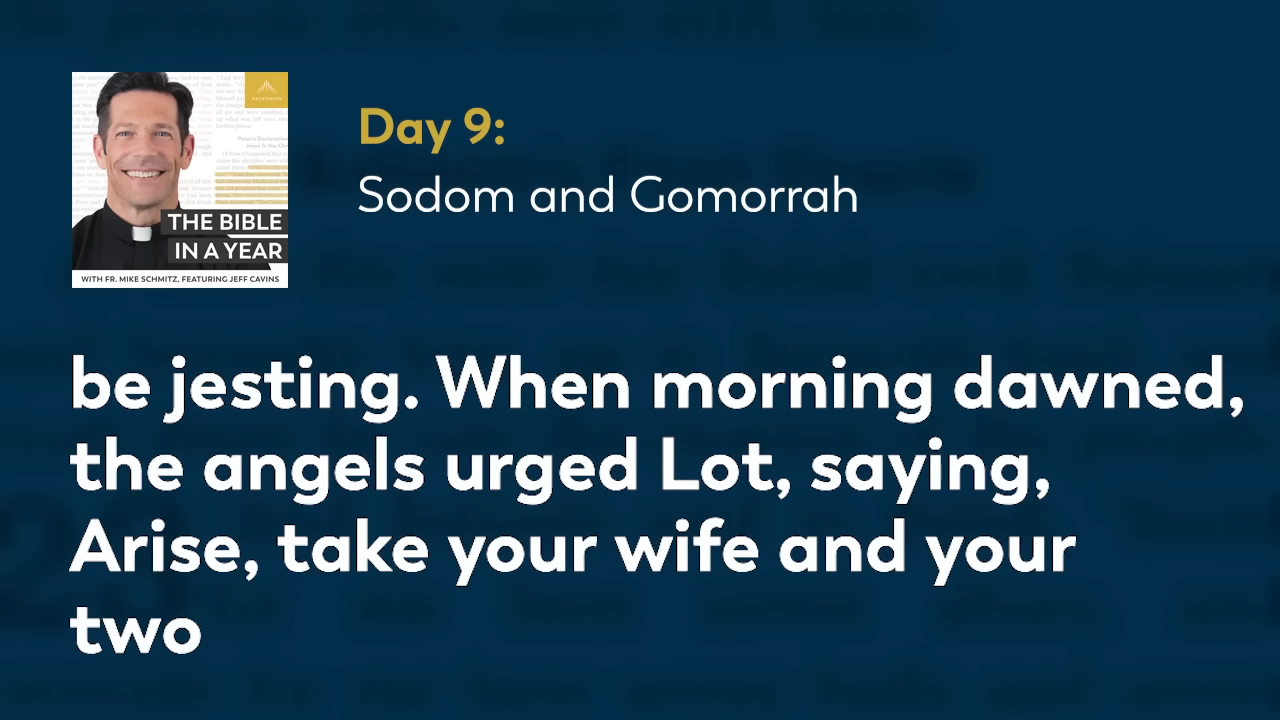 ASCENSION
THE BIBLE
IN A YEAR
WITH FR. MIKE SCHMITZ, FEATURING JEFF CAVINS
Day 9:
Sodom and Gomorrah
be jesting. When morning dawned,
the angels urged Lot, saying,
Arise, take your wife and your
two